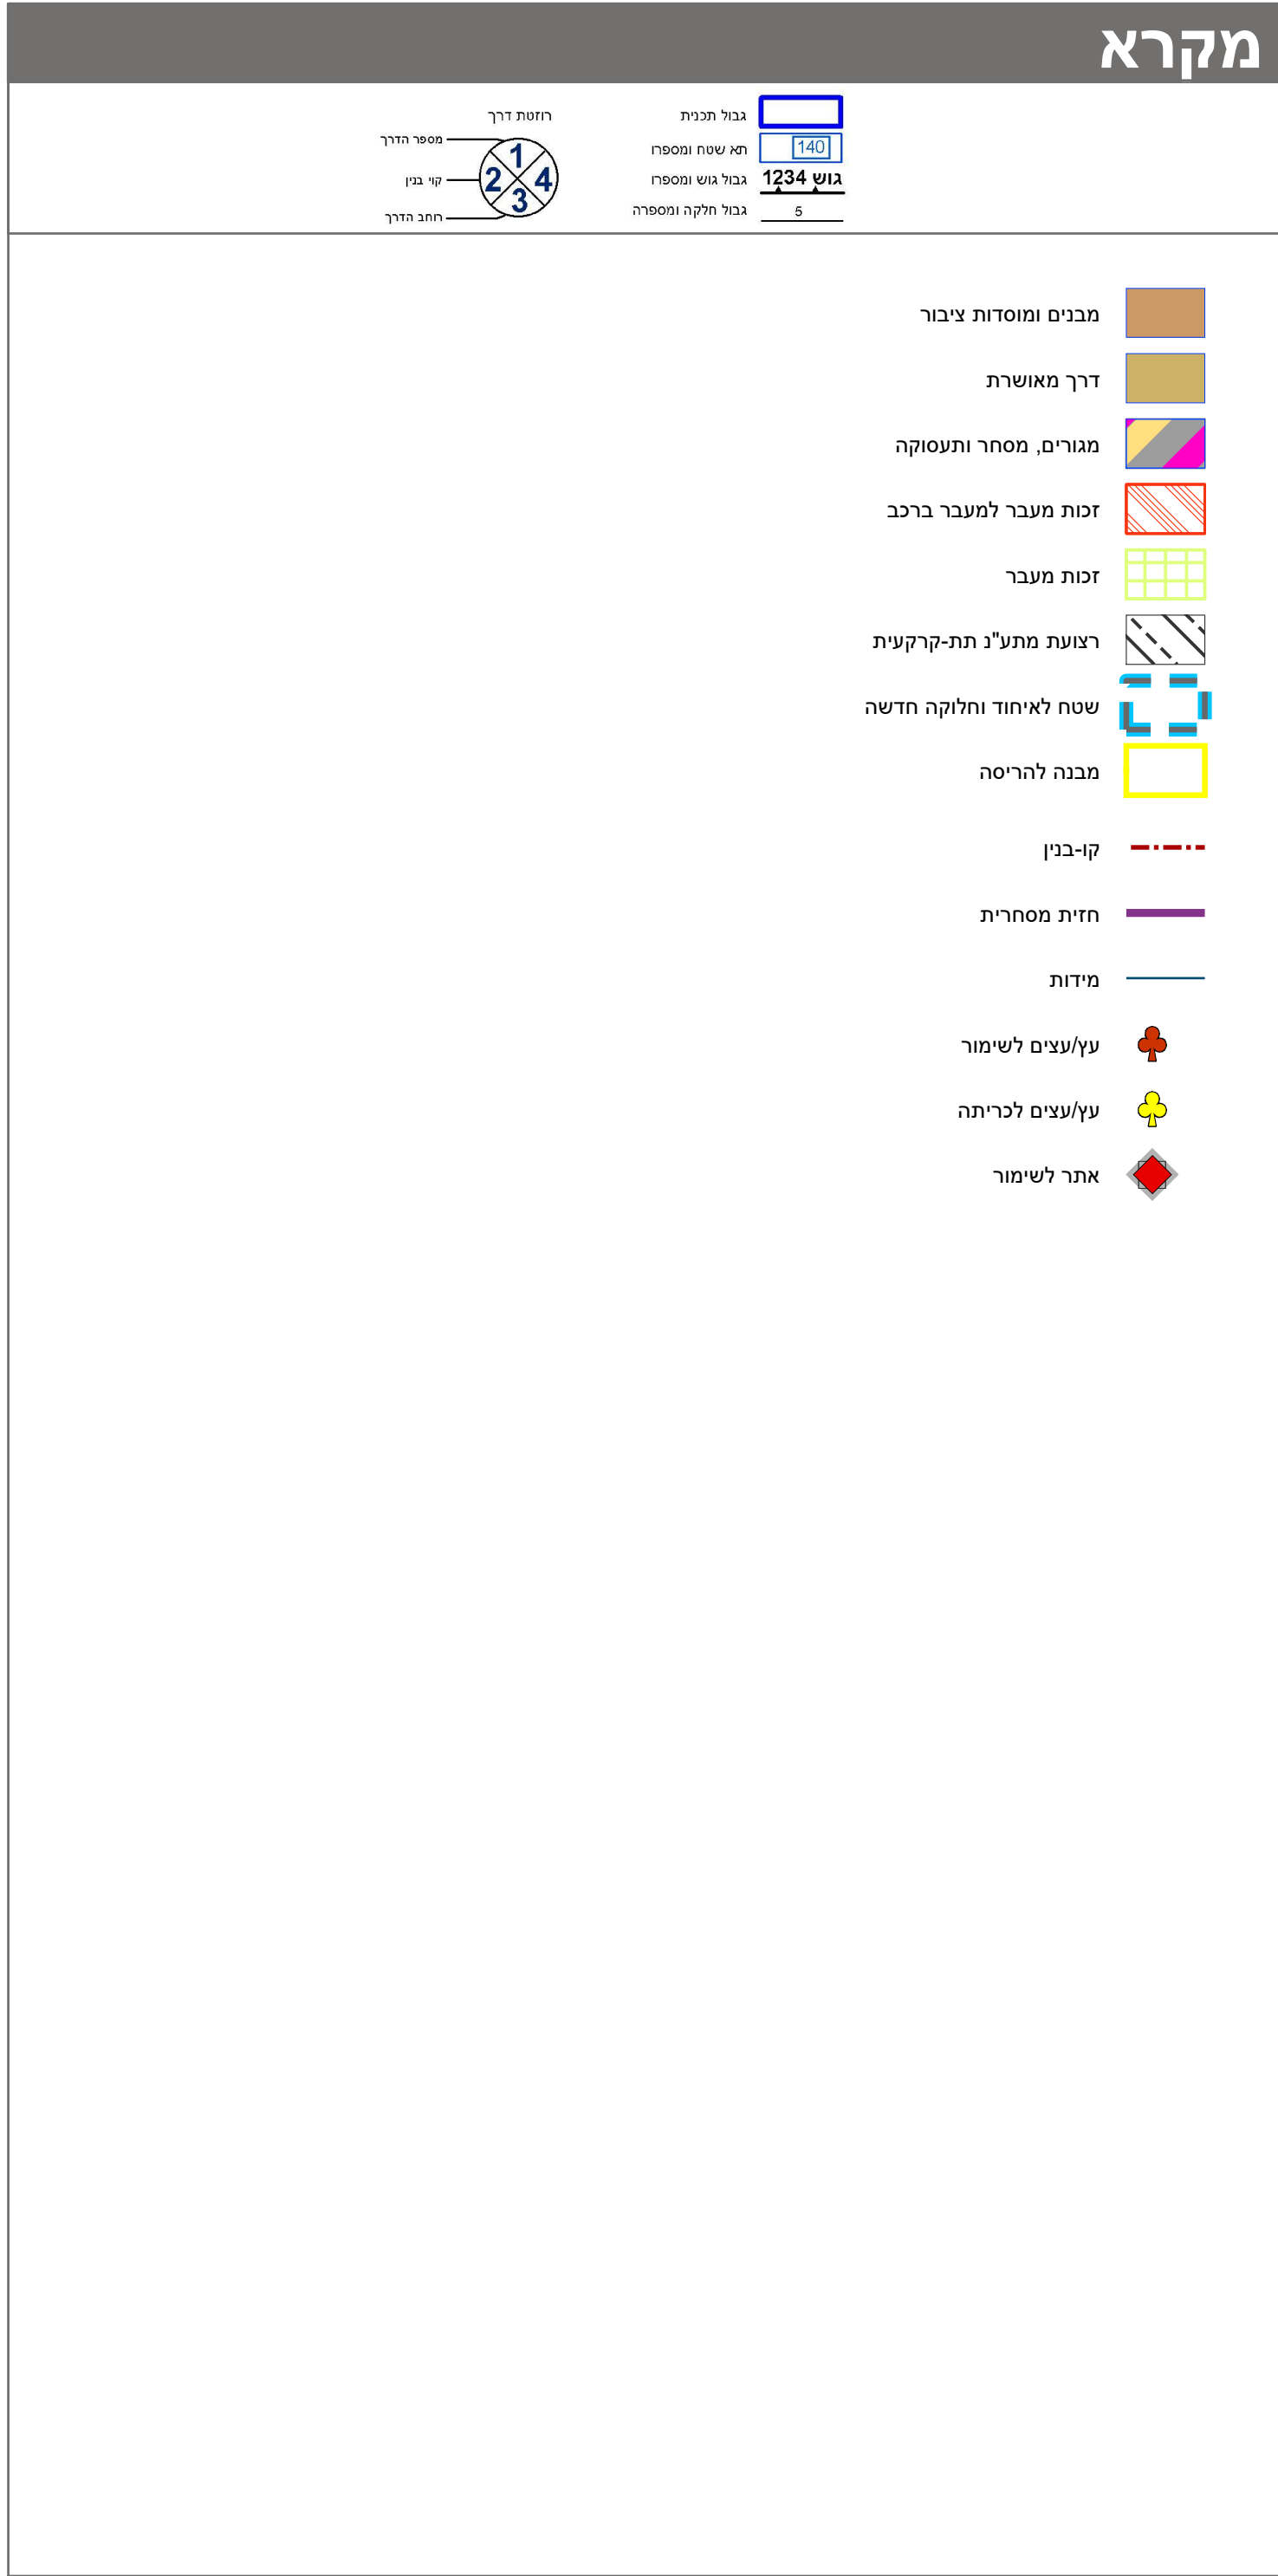 מקרא
גבול תכנית
140 תא שטח ומספרו
גוש 1234 גבול גוש ומספרו
5 גבול חלקה ומספרה
רוזטת דרך
מספר הדרך
1
קוי בנין 2 4
3
רוחב הדרך
מבנים ומוסדות ציבור
דרך מאושרת
מגורים, מסחר ותעסוקה
זכות מעבר למעבר ברכב
זכות מעבר
רצועת מתע"נ תת-קרקעית
שטח לאיחוד וחלוקה חדשה
מבנה להריסה
קו-בנין
חזית מסחרית
מידות
עץ/עצים לשימור
עץ/עצים לכריתה
אתר לשימור